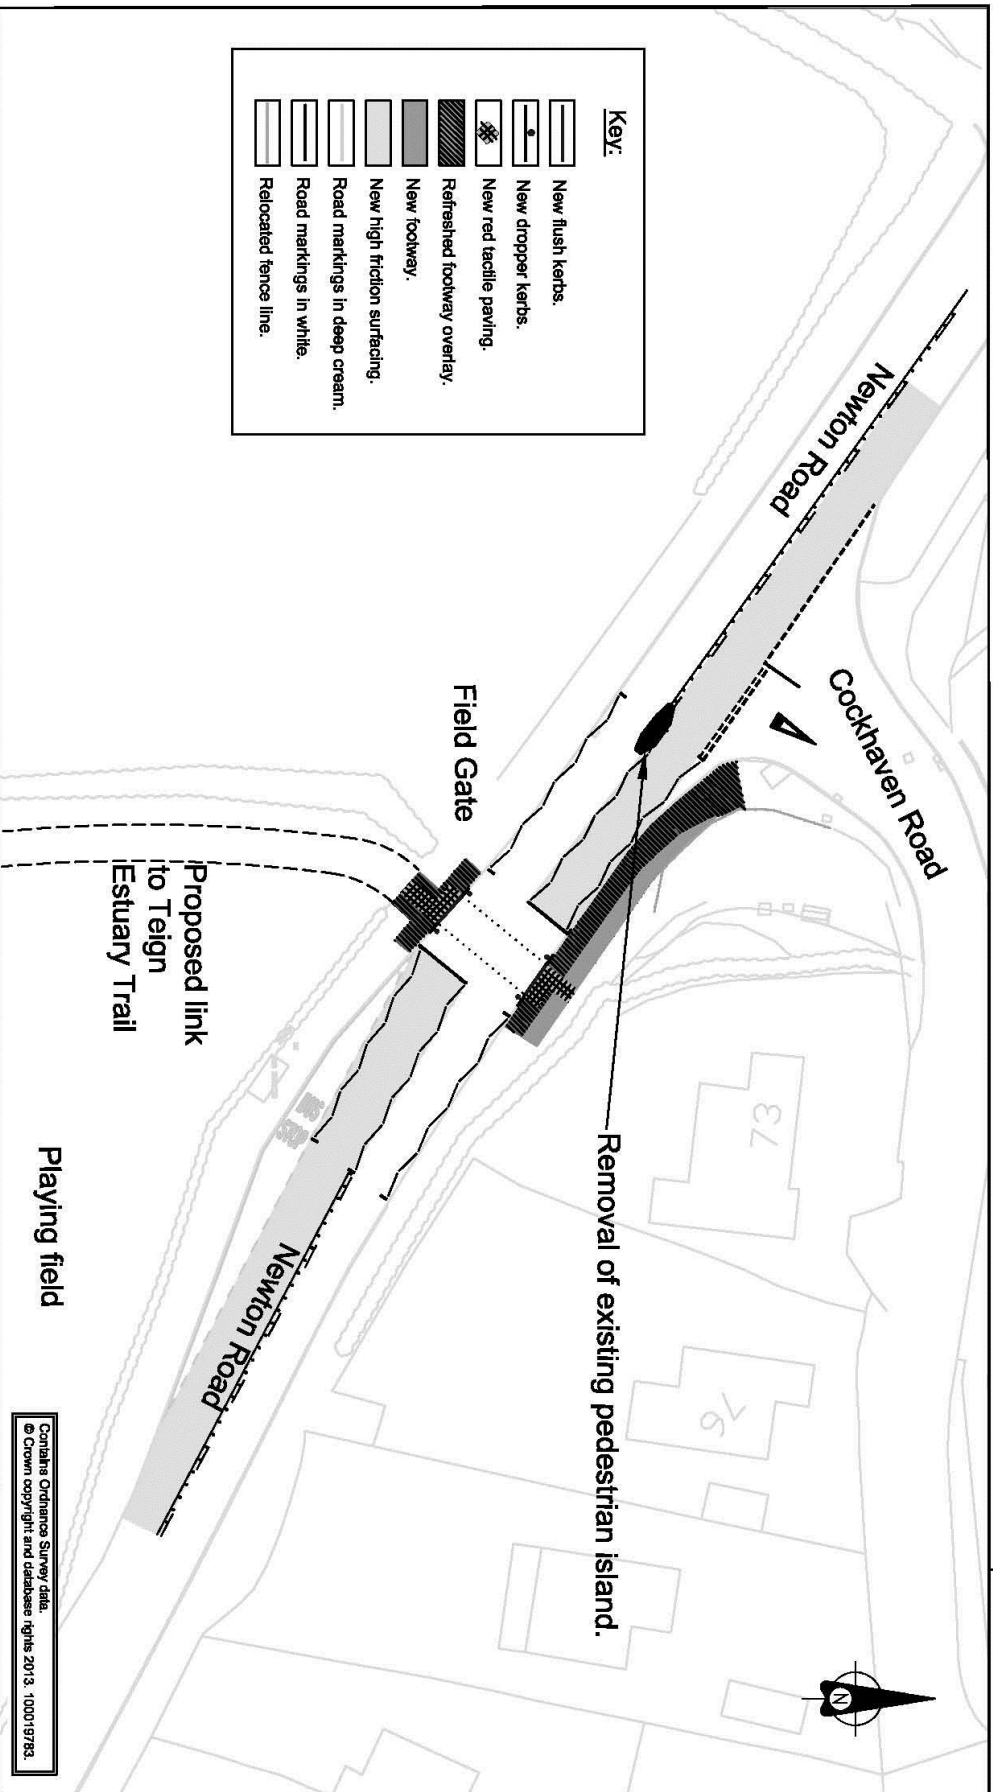 Key:
New flush kerbs.
New dropper kerbs.
New red tactile paving.
Refreshed footway overlay.
New footway.
New high friction surfacing.
Road markings in deep cream.
Road markings in white.
Relocated fence line.
Newton Road
Cockhaven Road
Field Gate
Proposed link
to Teign
Estuary Trail
Removal of existing pedestrian island.
73
92
Newton Road
Playing field
N
Contains Ordnance Survey data.
© Crown copyright and database rights 2013. 100019783.